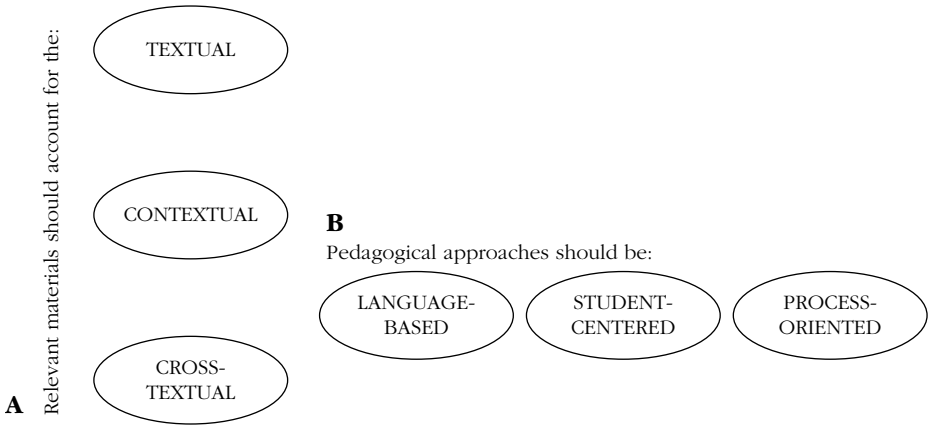 A
Relevant materials should account for the:
TEXTUAL
CONTEXTUAL
CROSS-
TEXTUAL
B
Pedagogical approaches should be:
LANGUAGE-
BASED
STUDENT-
CENTERED
PROCESS-
ORIENTED